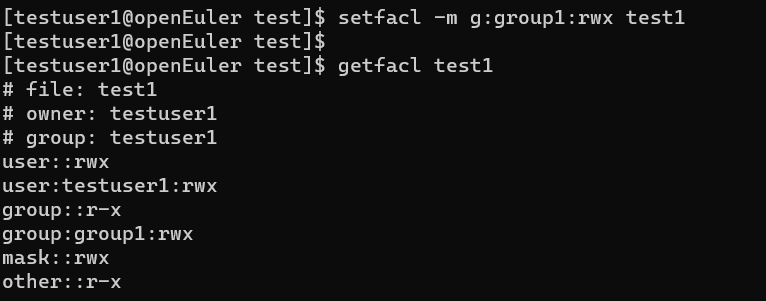 [testuser1@openEuler test]$ setfacl -m g:group1:rwx test1
[testuser1@openEuler test]$
[testuser1@openEuler test]$ getfacl test1
# file: test1
# owner: testuser1
# group: testuser1
user::rwx
user:testuser1:rwx
group::r-x
group:group1:rwx
mask::rwx
other::r-x